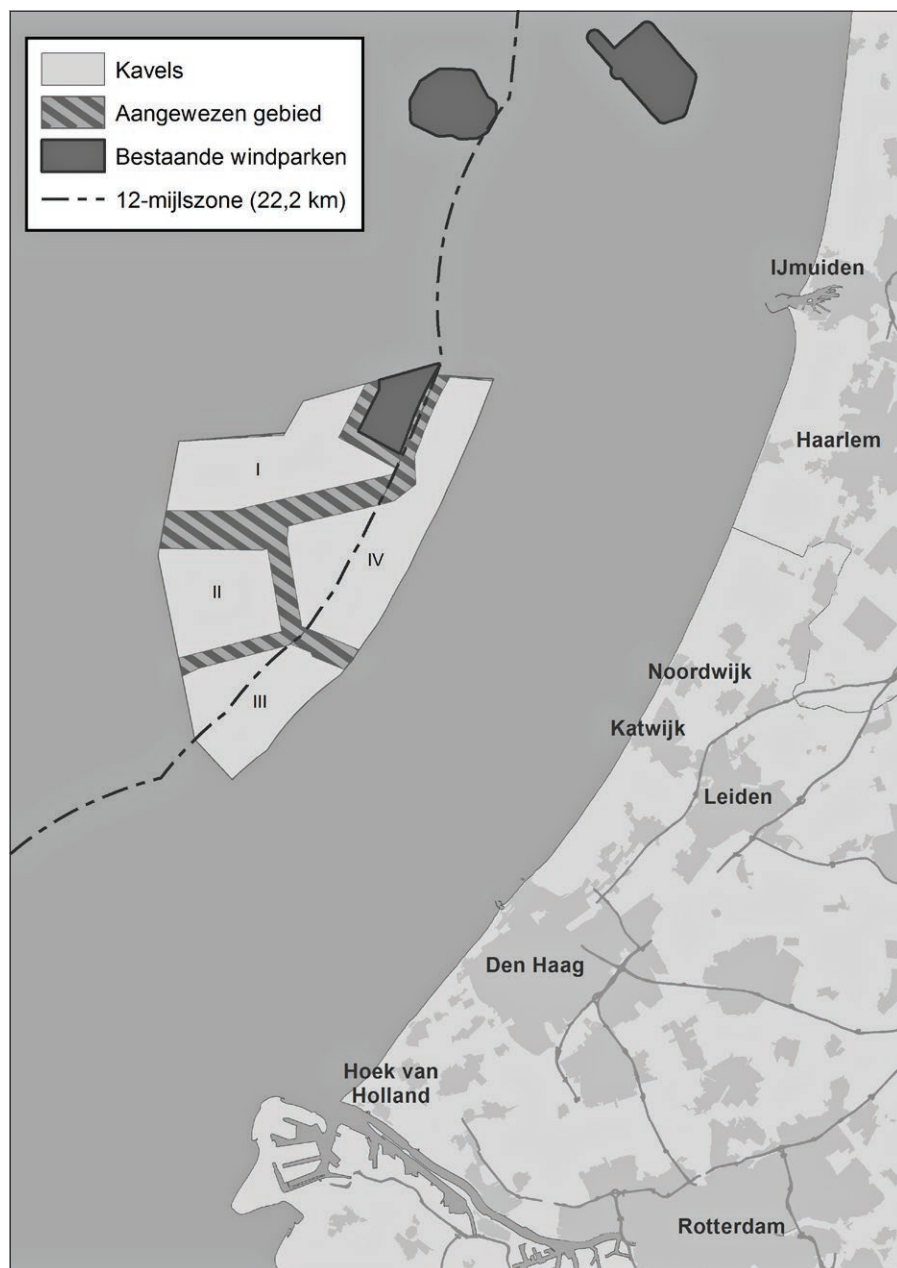 Kavels
Aangewezen gebied
Bestaande windparken
12-mijlszone (22,2 km)
IJmuiden
Haarlem
I
IV
II
Noordwijk
III
Katwijk
Leiden
Den Haag
Hoek van
Holland
Rotterdam